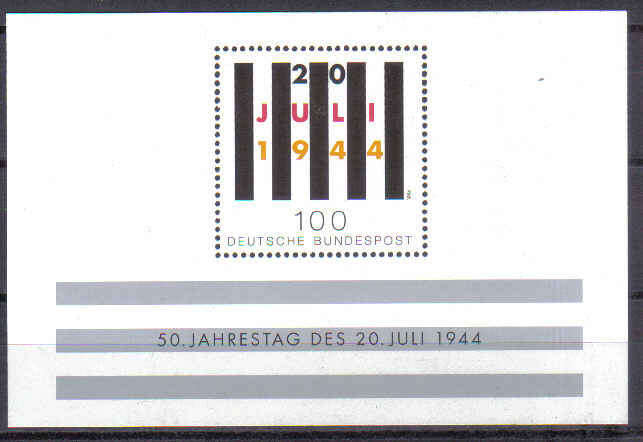 20
JULI
1944
100
DEUTSCHE BUNDESPOST
50. JAHRESTAG DES 20. JULI 1944